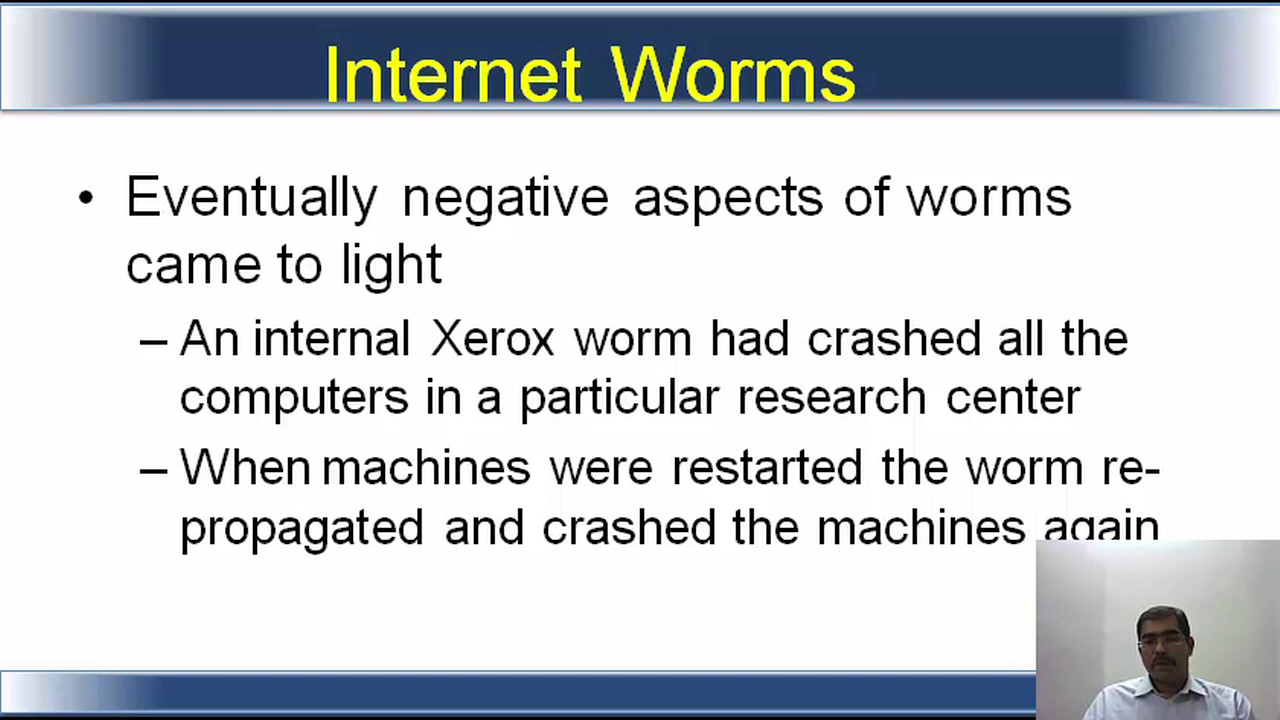 Internet Worms
• Eventually negative aspects of worms
came to light
– An internal Xerox worm had crashed all the
computers in a particular research center
– When machines were restarted the worm re-
propagated and crashed the machines again